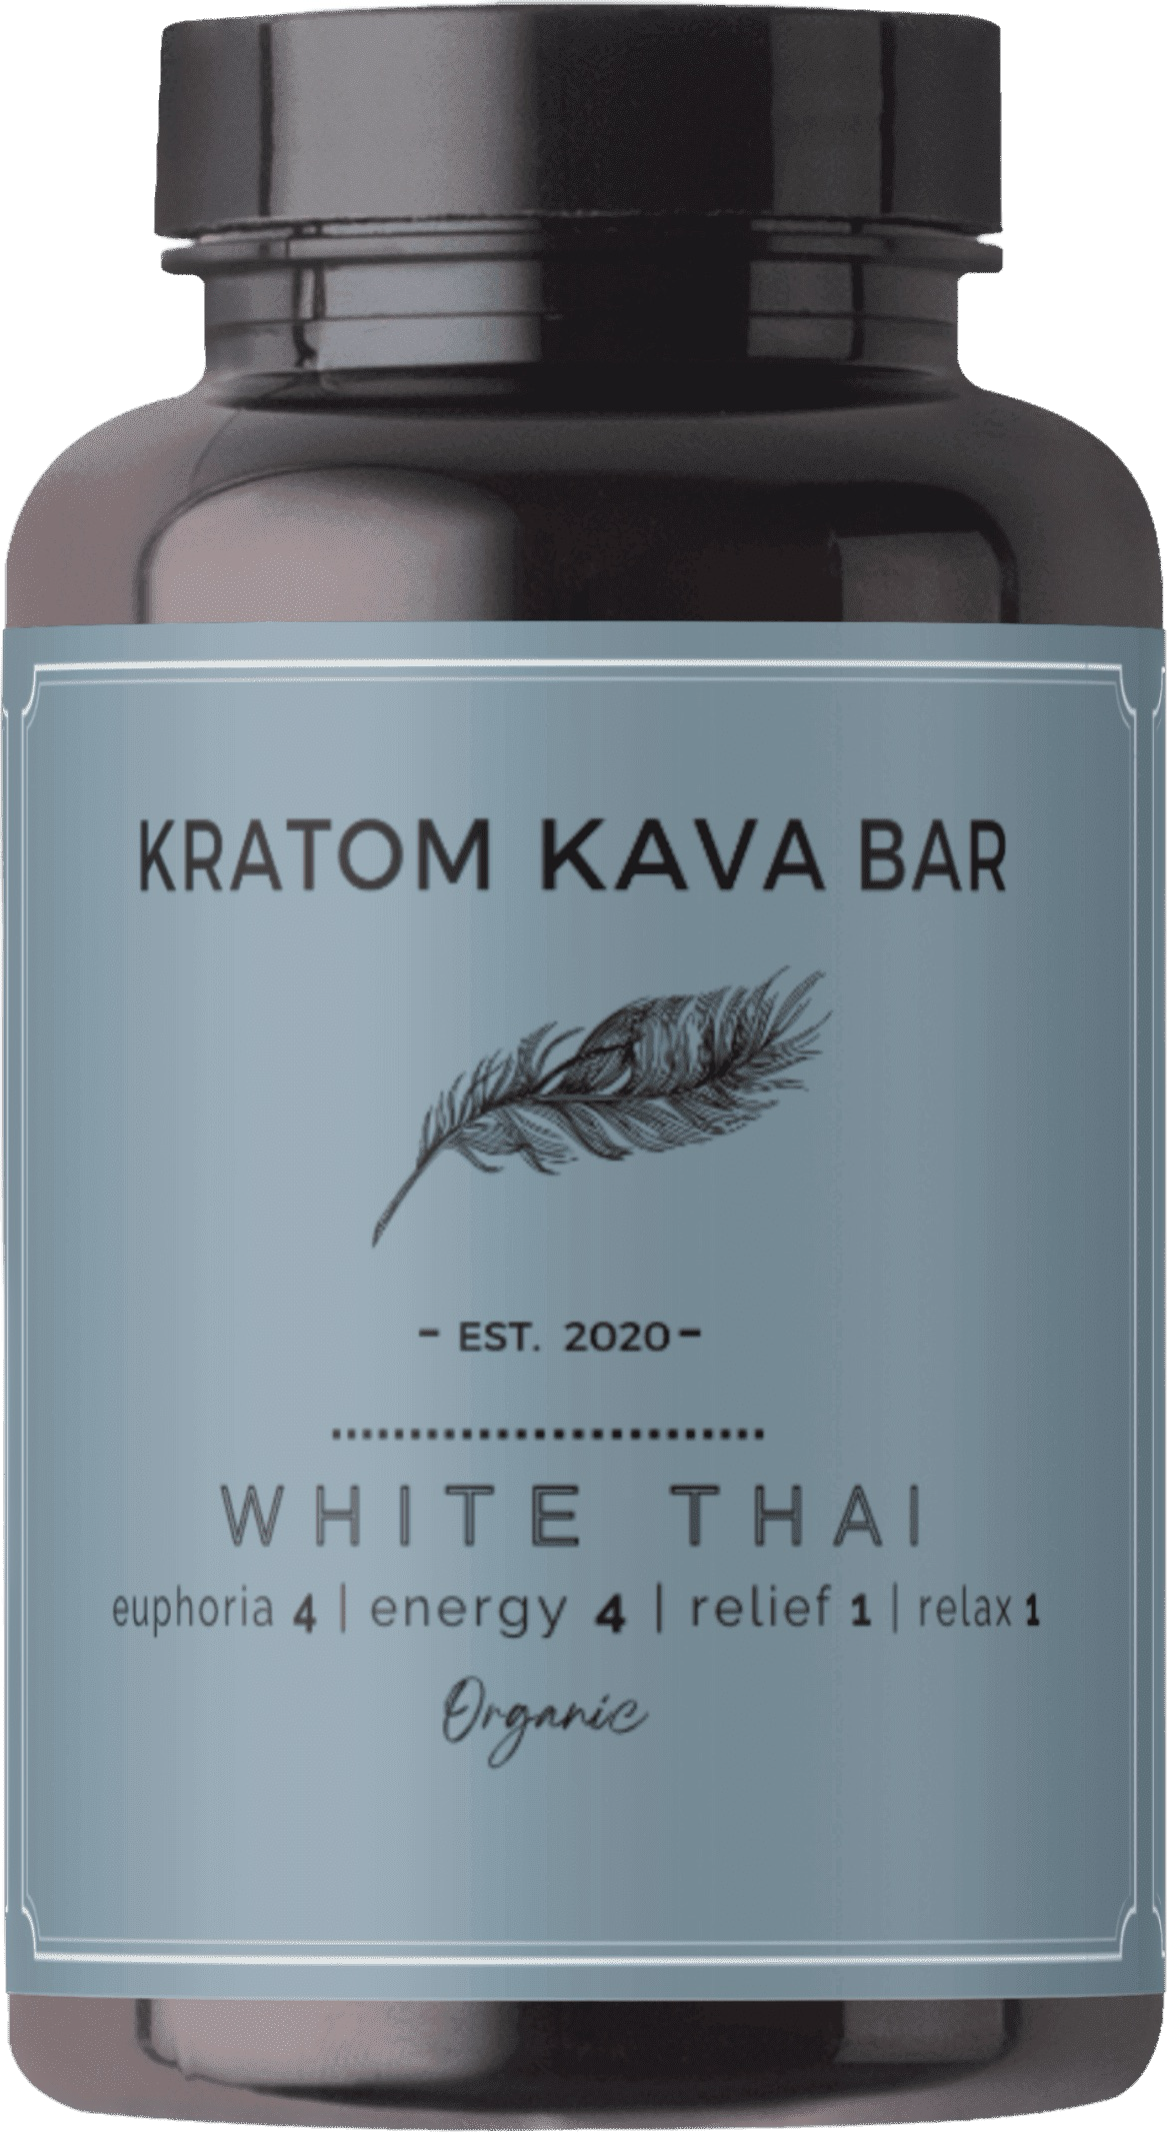 KRATOM KAVA BAR
- EST. 2020 -
WHITE THAI
euphoria 4 | energy 4 | relief 1 | relax 1
Organic